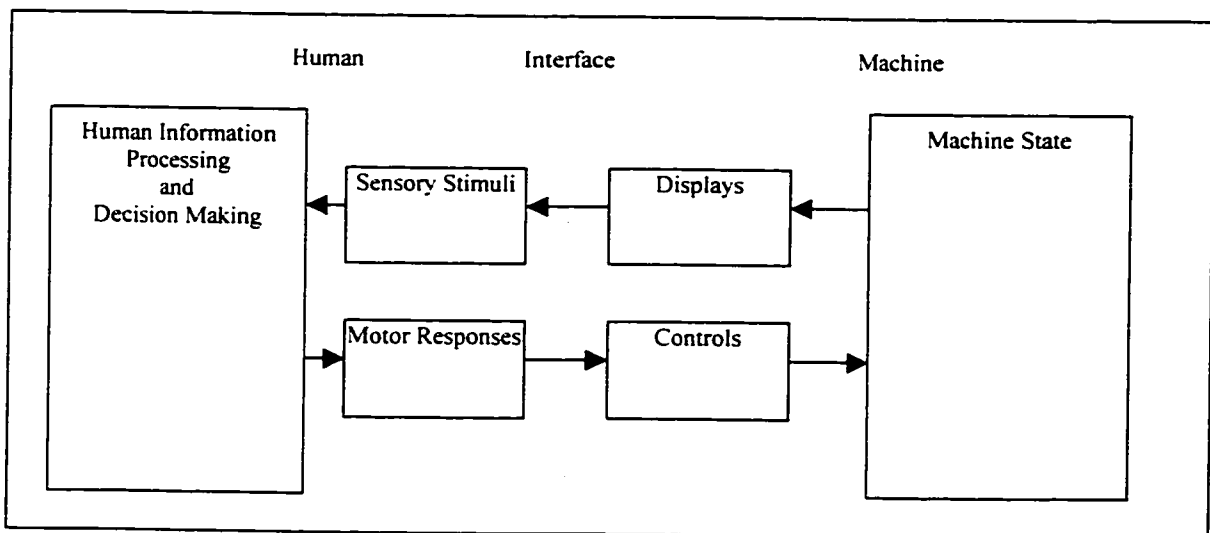 Human Interface Machine
Human Information
Processing
and
Decision Making
Sensory Stimuli
Displays
Machine State
Motor Responses
Controls